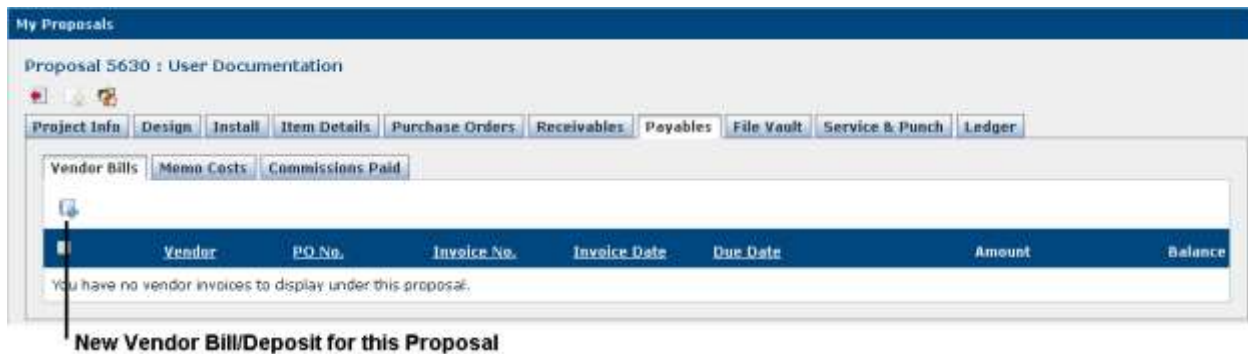 My Proposals
Proposal 5630 : User Documentation
Project Info Design Install Item Details Purchase Orders Receivables Payables File Vault Service & Punch Ledger
Vendor Bills Memo Costs Commissions Paid
Vendor PO No. Invoice No. Invoice Date Due Date Amount Balance
You have no vendor invoices to display under this proposal.
New Vendor Bill/Deposit for this Proposal